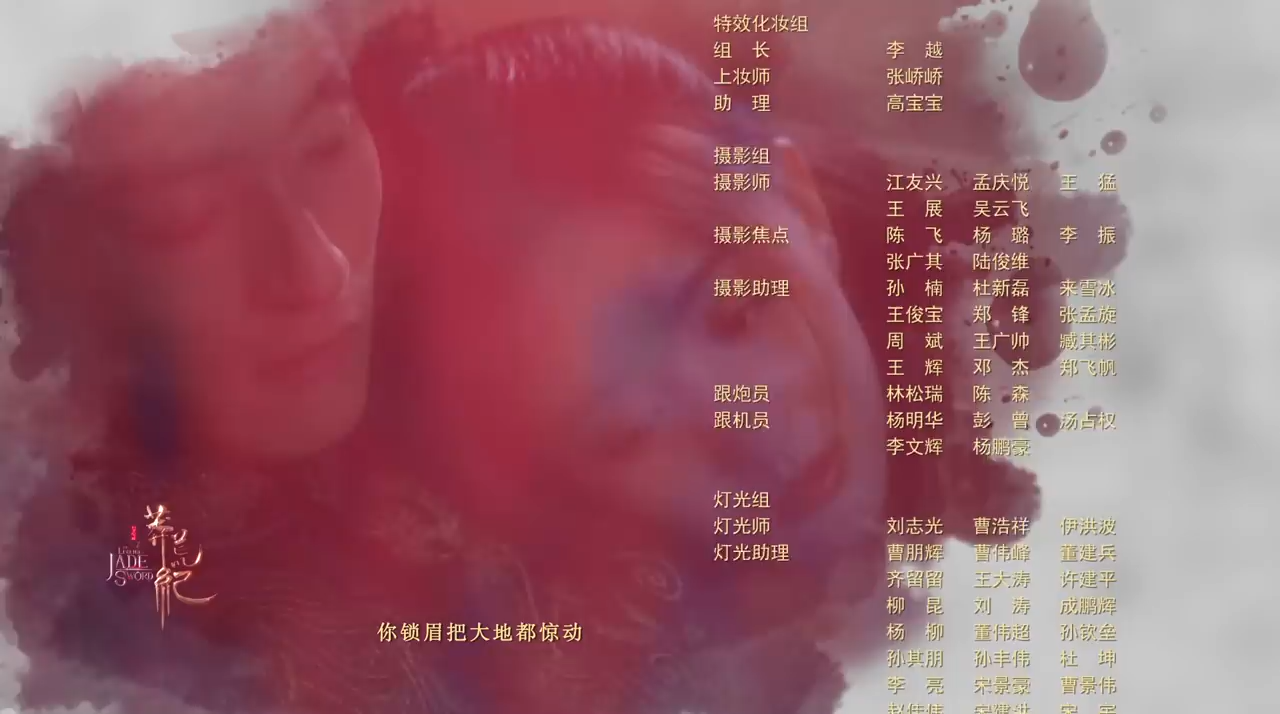 特效化妆组
组 长 李 越
上妆师 张峤峤
助 理 高宝宝
摄影组
摄影师 江友兴 孟庆悦 王 猛
王 展 吴云飞
摄影焦点 陈 飞 杨 璐 李 振
张广其 陆俊维
摄影助理 孙 楠 杜新磊 来雪冰
王俊宝 郑 锋 张孟旋
周 斌 王广帅 臧其彬
王 辉 邓 杰 郑飞帆
跟炮员 林松瑞 陈 森
跟机员 杨明华 彭 曾 汤占权
李文辉 杨鹏豪
灯光组
灯光师 刘志光 曹浩祥 伊洪波
灯光助理 曹朋辉 曹伟峰 董建兵
齐留留 王大涛 许建平
柳 昆 刘 涛 成鹏辉
杨 柳 董伟超 孙钦垒
孙其朋 孙丰伟 杜 坤
李 亮 宋景豪 曹景伟
莽荒纪
JADE
SWORD
你锁眉把大地都惊动